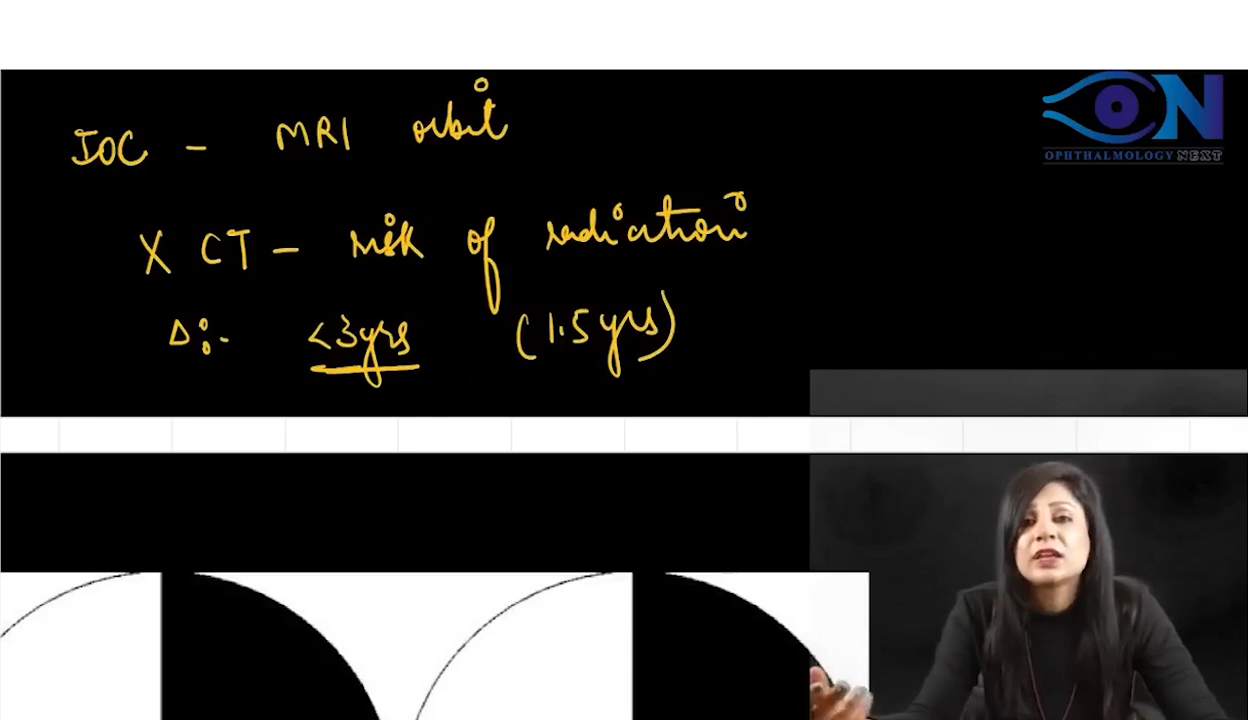 IOC - MRI orbit
X CT - risk of radiation
Δ:- <3yrs (1.5yrs)
ON
OPHTHALMOLOGY NEXT